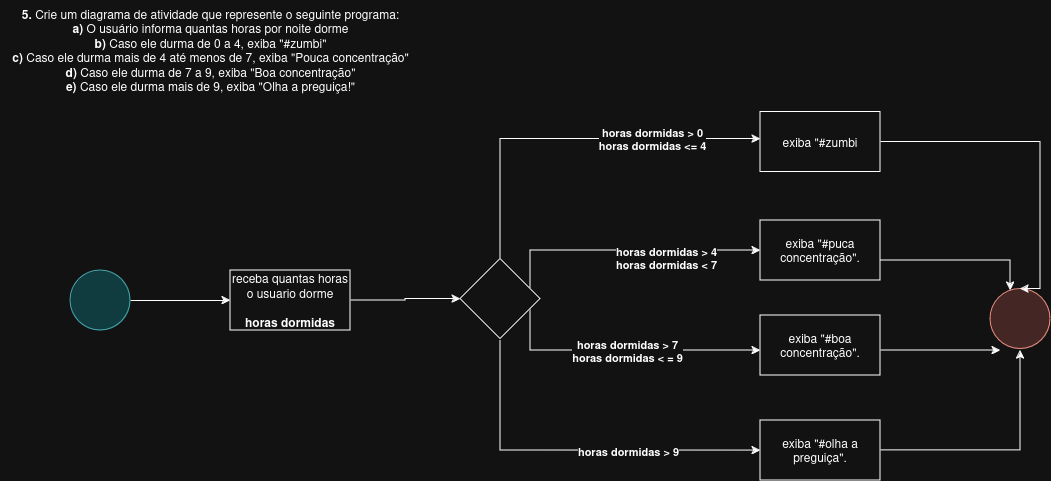 5. Crie um diagrama de atividade que represente o seguinte programa:
a) O usuário informa quantas horas por noite dorme
b) Caso ele durma de 0 a 4, exiba "#zumbi"
c) Caso ele durma mais de 4 até menos de 7, exiba "Pouca concentração"
d) Caso ele durma de 7 a 9, exiba "Boa concentração"
e) Caso ele durma mais de 9, exiba "Olha a preguiça!"
horas dormidas > 0
horas dormidas <= 4
exiba "#zumbi
horas dormidas > 4
horas dormidas < 7
exiba "#puca
concentração".
receba quantas horas
o usuario dorme
horas dormidas
horas dormidas > 7
horas dormidas < = 9
exiba "#boa
concentração".
horas dormidas > 9
exiba "#olha a
preguiça".